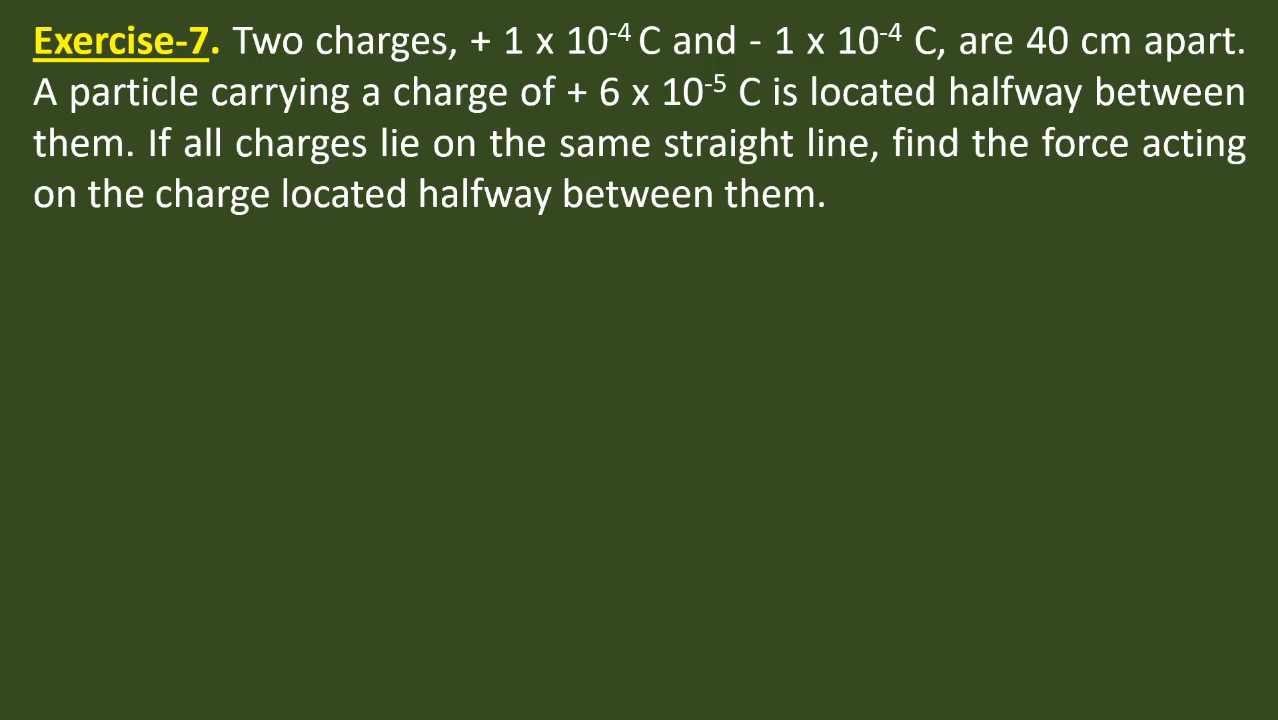 Exercise-7. Two charges, + 1 x 10⁻⁴ C and - 1 x 10⁻⁴ C, are 40 cm apart.
A particle carrying a charge of + 6 x 10⁻⁵ C is located halfway between
them. If all charges lie on the same straight line, find the force acting
on the charge located halfway between them.